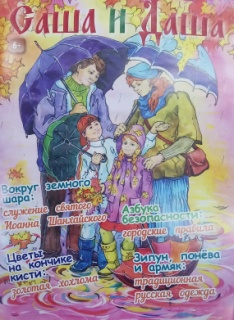 Саша и Даша
Вокруг земного
шара:
служение святого
Иоанна Шанхайского
Азбука
безопасности:
городские правила
Цветы
на кончике
кисти:
золотая хохлома
Зипун, понёва
и армяк:
традиционная
русская одежда